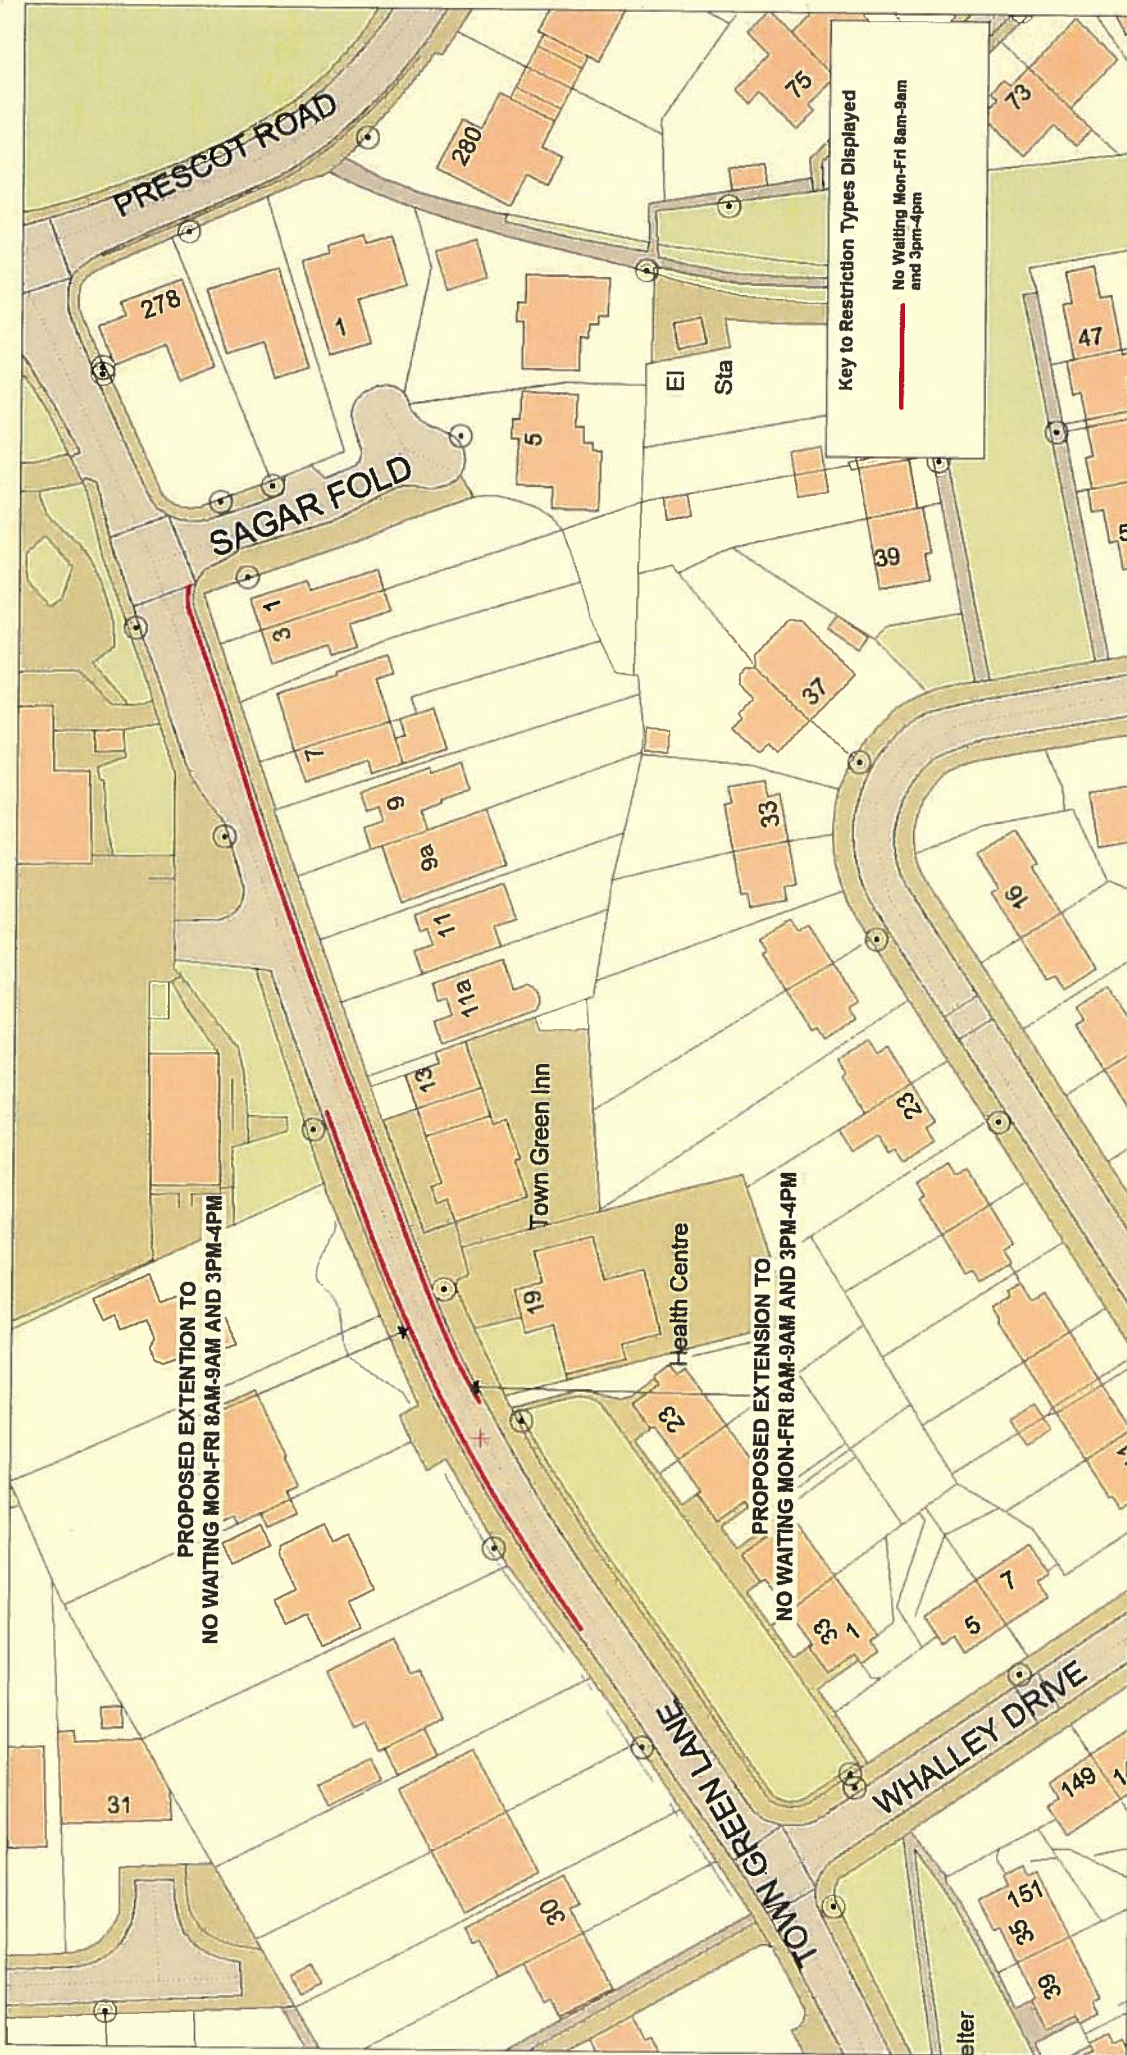 PRESCOT ROAD
280
75
73
Key to Restriction Types Displayed
No Waiting Mon-Fri 8am-9am
and 3pm-4pm
278
1
SAGAR FOLD
5
El
Sta
47
39
3 1
7
37
9
9a
33
11
11a
16
13
Town Green Inn
23
PROPOSED EXTENTION TO
NO WAITING MON-FRI 8AM-9AM AND 3PM-4PM
19
Health Centre
23
PROPOSED EXTENSION TO
NO WAITING MON-FRI 8AM-9AM AND 3PM-4PM
33
1
5
7
31
TOWN GREEN LANE
WHALLEY DRIVE
149
30
151
35
39
elter